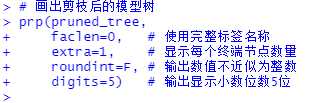 > # 画出剪枝后的模型树
> prp(pruned_tree,
+     faclen=0,   # 使用完整标签名称
+     extra=1,    # 显示每个终端节点数量
+     roundint=F, # 输出数值不近似为整数
+     digits=5)   # 输出显示小数位数5位
>